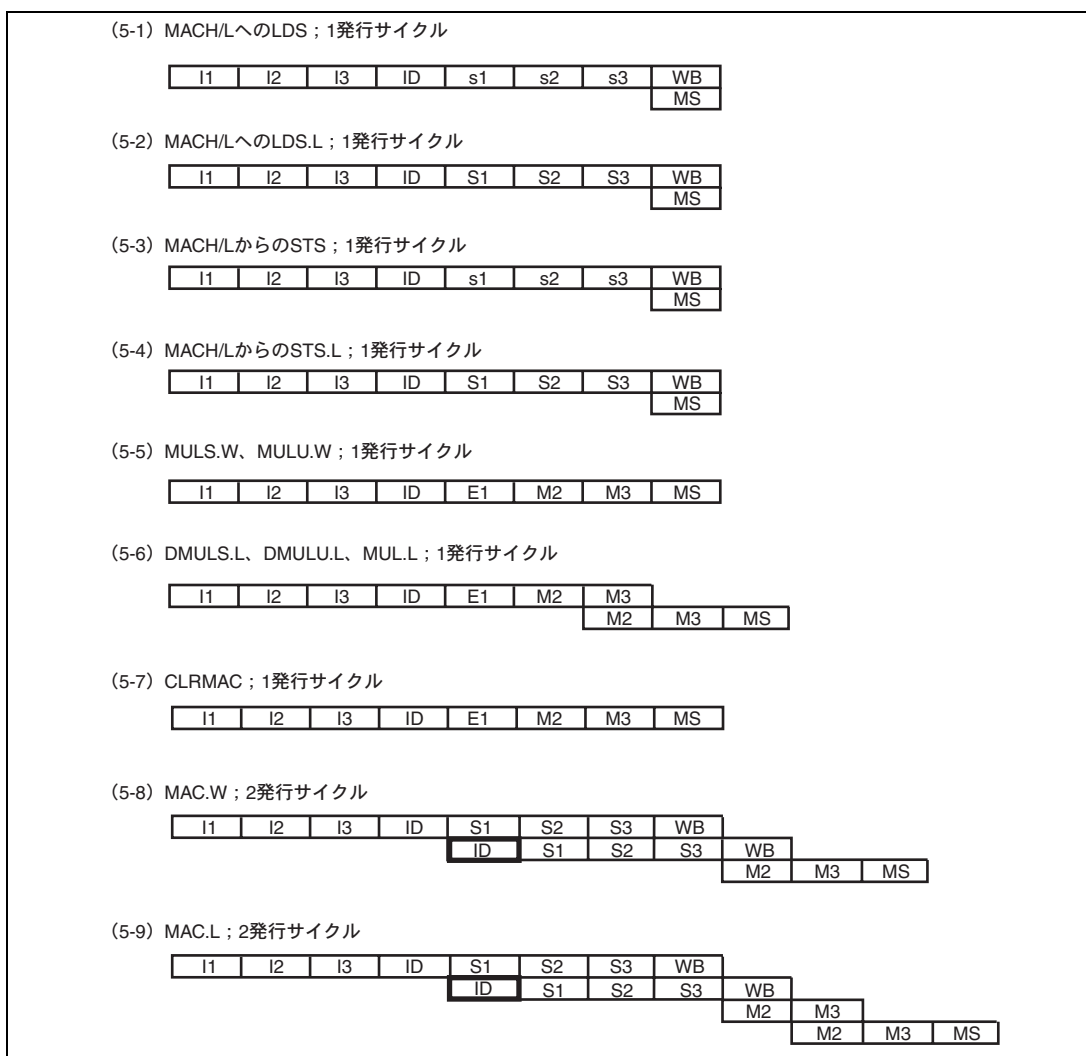 (5-1) MACH/LへのLDS；1発行サイクル
I1 I2 I3 ID s1 s2 s3 WB
MS
(5-2) MACH/LへのLDS.L；1発行サイクル
I1 I2 I3 ID S1 S2 S3 WB
MS
(5-3) MACH/LからのSTS；1発行サイクル
I1 I2 I3 ID s1 s2 s3 WB
MS
(5-4) MACH/LからのSTS.L；1発行サイクル
I1 I2 I3 ID S1 S2 S3 WB
MS
(5-5) MULS.W、MULU.W；1発行サイクル
I1 I2 I3 ID E1 M2 M3 MS
(5-6) DMULS.L、DMULU.L、MUL.L；1発行サイクル
I1 I2 I3 ID E1 M2 M3
M2 M3 MS
(5-7) CLRMAC；1発行サイクル
I1 I2 I3 ID E1 M2 M3 MS
(5-8) MAC.W；2発行サイクル
I1 I2 I3 ID S1 S2 S3 WB
ID S1 S2 S3 WB
M2 M3 MS
(5-9) MAC.L；2発行サイクル
I1 I2 I3 ID S1 S2 S3 WB
ID S1 S2 S3 WB
M2 M3
M2 M3 MS